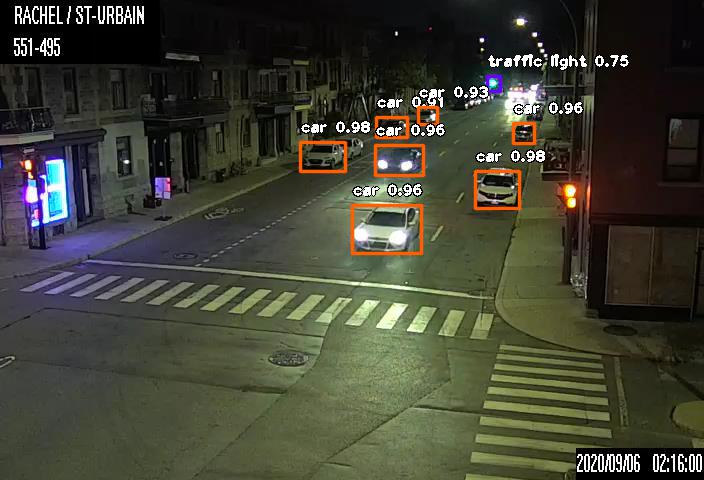 RACHEL / ST-URBAIN
551-495
traffic light 0.75
car 0.93
car 0.91
car 0.96
car 0.98
car 0.96
car 0.98
car 0.96
2020/09/06 02:16:00